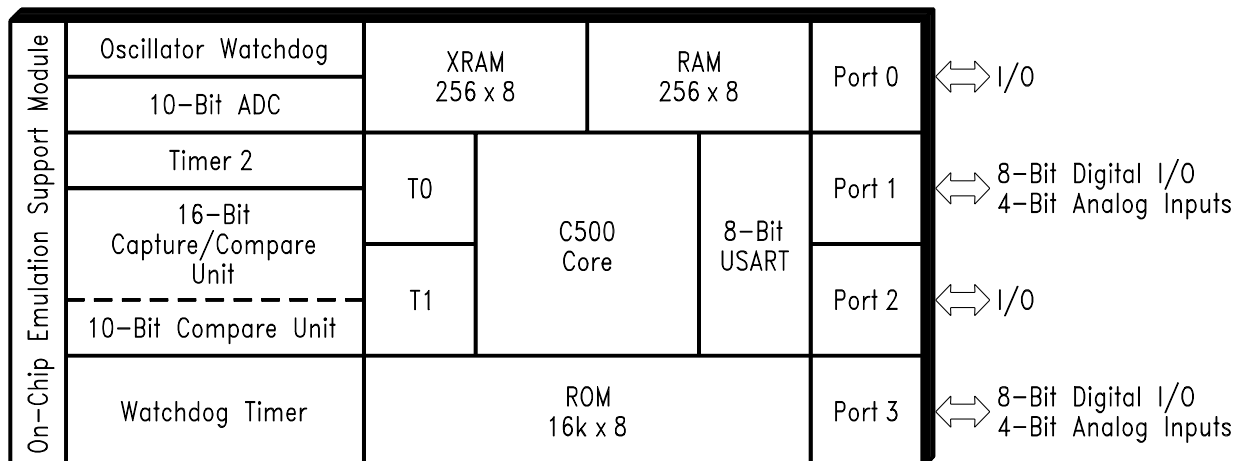 On-Chip Emulation Support Module
Oscillator Watchdog
10-Bit ADC
Timer 2
16-Bit
Capture/Compare
Unit
10-Bit Compare Unit
Watchdog Timer
XRAM
256 x 8
RAM
256 x 8
T0
T1
C500
Core
8-Bit
USART
ROM
16k x 8
Port 0
I/O
Port 1
8-Bit Digital I/O
4-Bit Analog Inputs
Port 2
I/O
Port 3
8-Bit Digital I/O
4-Bit Analog Inputs